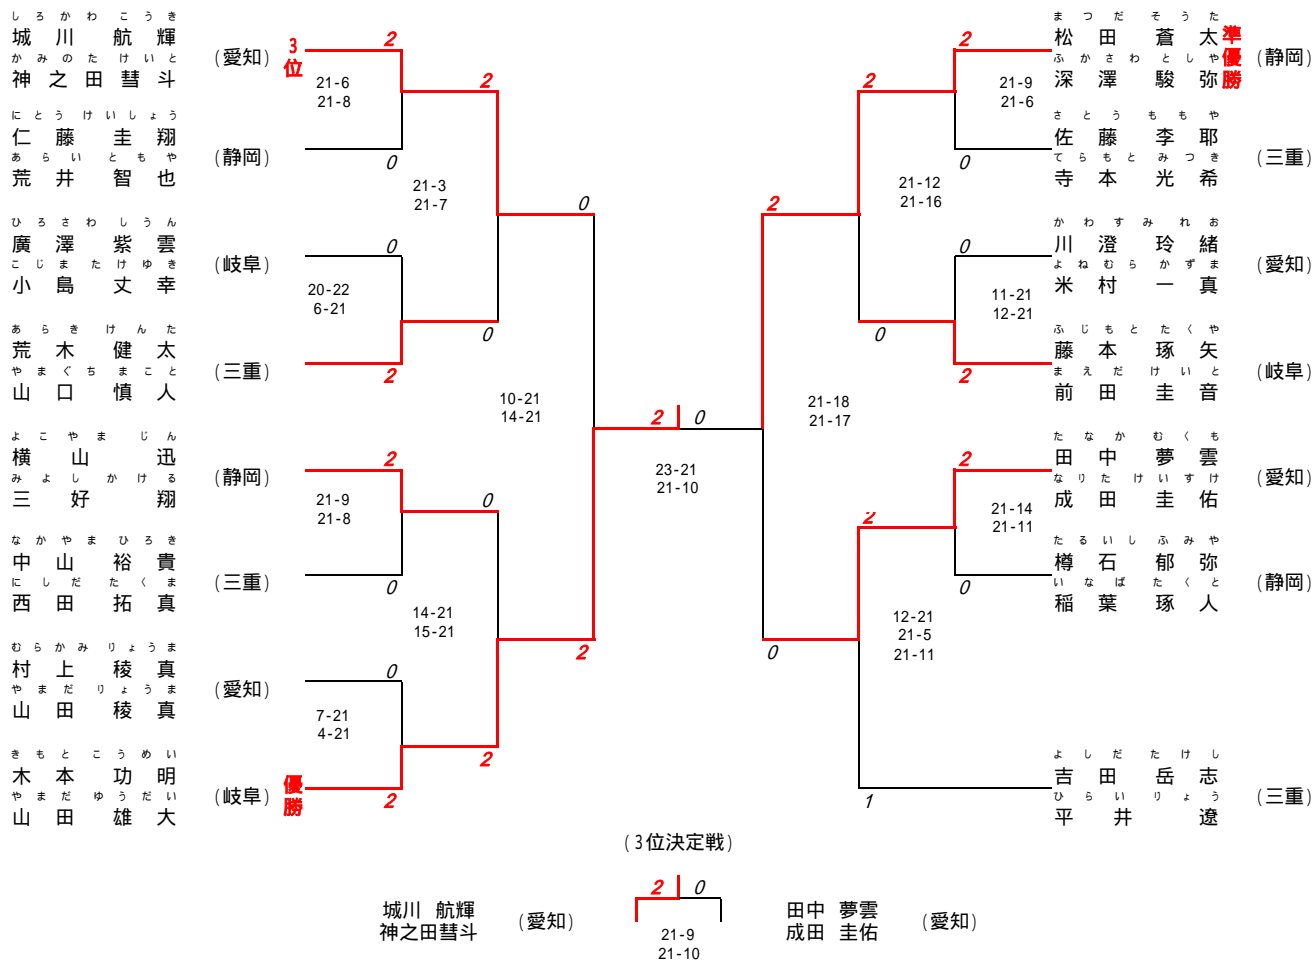 しろかわ こうき
城川 航輝
かみのた けいと
神之田彗斗
(愛知)
3位
2
21-6
21-8
にとう けいしょう
仁藤 圭翔
あらい ともや
荒井 智也
(静岡)
0
2
21-3
21-7
ひろさわ しうん
廣澤 紫雲
こじま たけゆき
小島 丈幸
(岐阜)
0
20-22
6-21
あらき けんた
荒木 健太
やまぐち まこと
山口 慎人
(三重)
2
0
0
10-21
14-21
よこやま じん
横山 迅
みよし かける
三好 翔
(静岡)
2
21-9
21-8
なかやま ひろき
中山 裕貴
にしだ たくま
西田 拓真
(三重)
0
0
14-21
15-21
むらかみ りょうま
村上 稜真
やまだ りょうま
山田 稜真
(愛知)
0
7-21
4-21
きもと こうめい
木本 功明
やまだ ゆうだい
山田 雄大
(岐阜)
優勝
2
2
2
2 0
23-21
21-10
まつだ そうた
松田 蒼太
ふかさわ としや
深澤 駿弥
準優勝
(静岡)
2
21-9
21-6
さとう ももや
佐藤 李耶
てらもと みつき
寺本 光希
(三重)
0
2
21-12
21-16
かわすみ れお
川澄 玲緒
よねむら かずま
米村 一真
(愛知)
0
11-21
12-21
ふじもと たくや
藤本 琢矢
まえだ けいと
前田 圭音
(岐阜)
2
0
2
21-18
21-17
たなか むくも
田中 夢雲
なりた けいすけ
成田 圭佑
(愛知)
2
21-14
21-11
たるいし ふみや
樽石 郁弥
いなば たくと
稲葉 琢人
(静岡)
0
2
12-21
21-5
21-11
0
よしだ たけし
吉田 岳志
ひらい りょう
平井 遼
(三重)
1
(3位決定戦)
城川 航輝
神之田彗斗
(愛知)
2 0
21-9
21-10
田中 夢雲
成田 圭佑
(愛知)